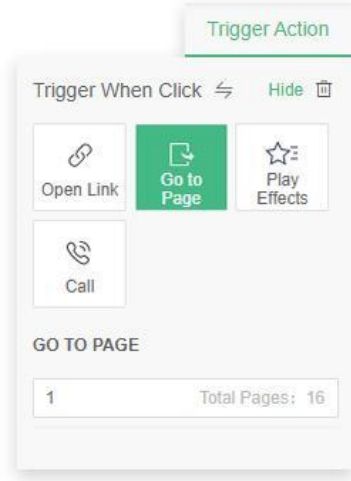 Trigger Action
Trigger When Click Hide
Open Link
Go to
Page
Play
Effects
Call
GO TO PAGE
1 Total Pages: 16